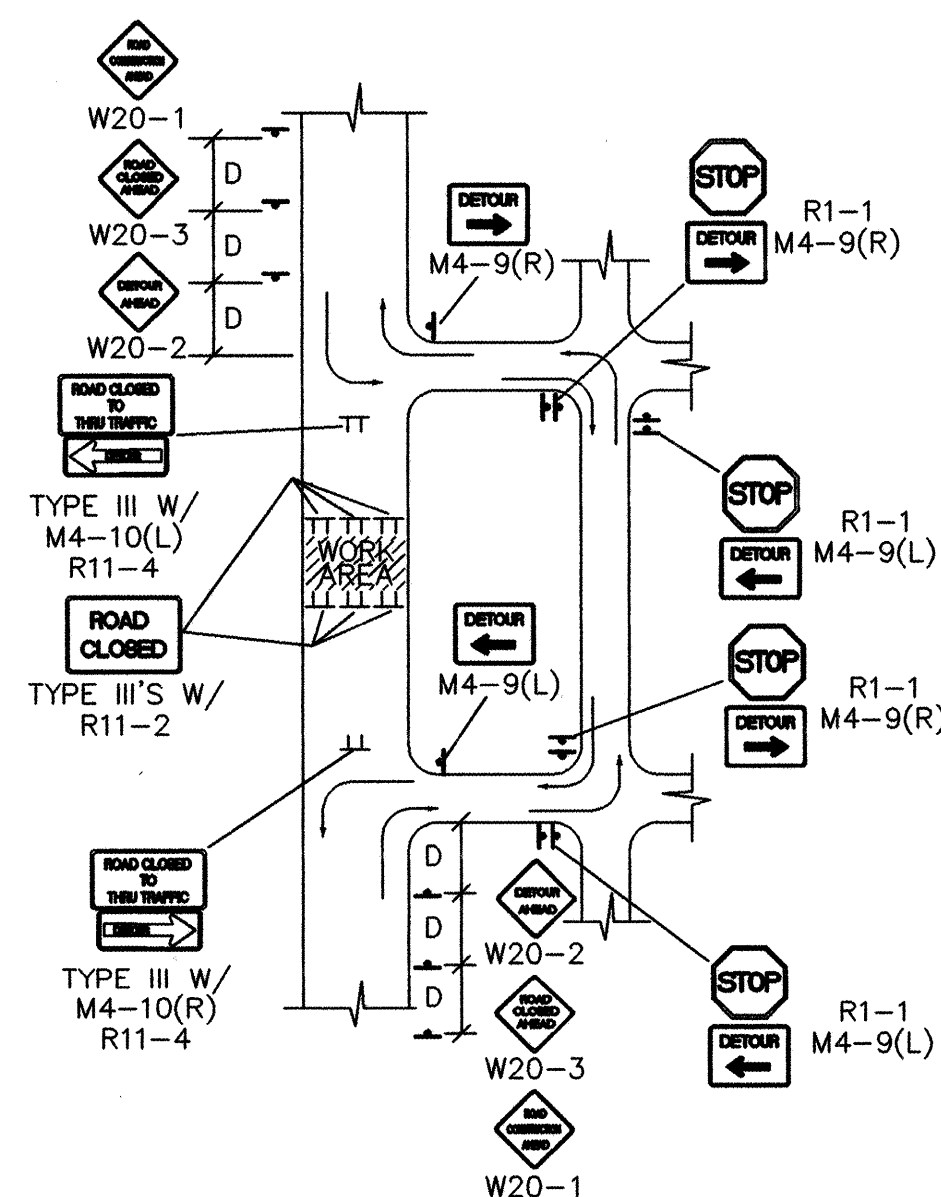 ROAD
CONSTRUCTION
AHEAD
W20-1
ROAD
CLOSED
AHEAD
W20-3
DETOUR
AHEAD
W20-2
D
D
D
DETOUR
M4-9(R)
STOP
DETOUR
R1-1
M4-9(R)
ROAD CLOSED
TO
THRU TRAFFIC
DETOUR
TYPE III W/
M4-10(L)
R11-4
WORK
AREA
STOP
DETOUR
R1-1
M4-9(L)
ROAD
CLOSED
TYPE III'S W/
R11-2
DETOUR
M4-9(L)
STOP
DETOUR
R1-1
M4-9(R)
ROAD CLOSED
TO
THRU TRAFFIC
DETOUR
TYPE III W/
M4-10(R)
R11-4
D
D
D
DETOUR
AHEAD
W20-2
ROAD
CLOSED
AHEAD
W20-3
ROAD
CONSTRUCTION
AHEAD
W20-1
STOP
DETOUR
R1-1
M4-9(L)